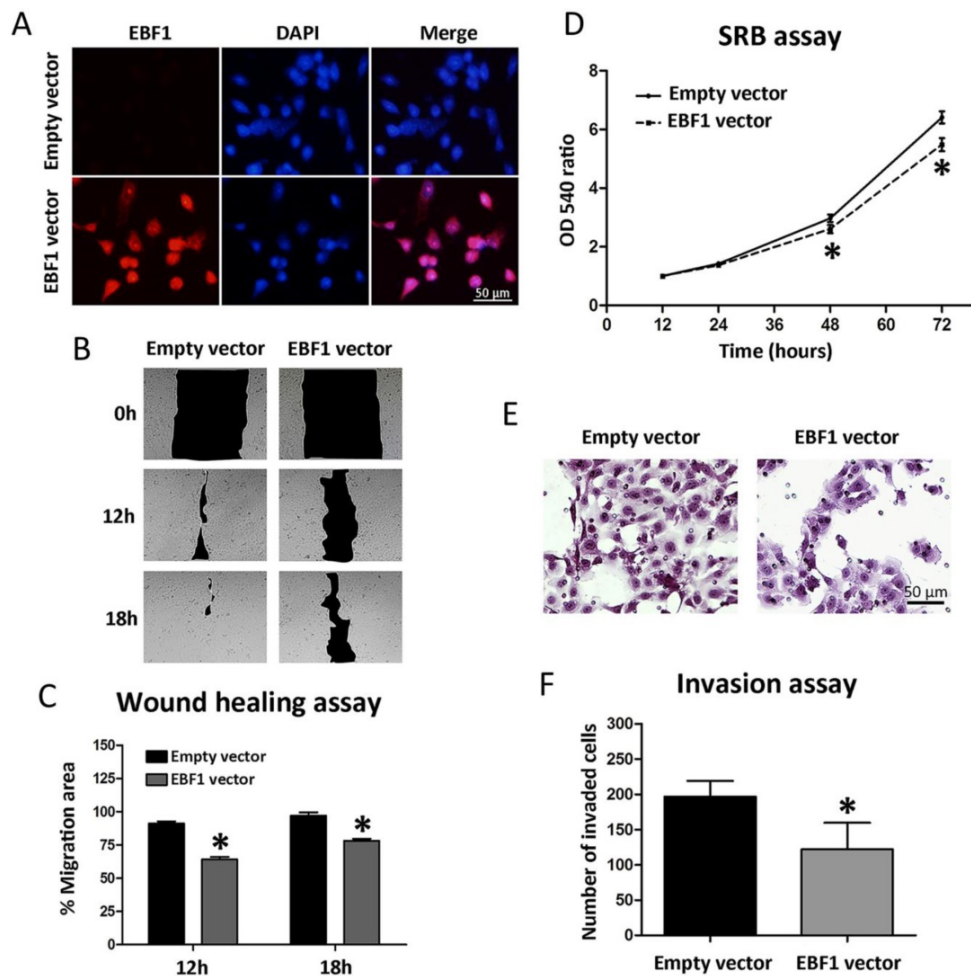 A
EBF1 DAPI Merge
Empty vector
EBF1 vector
50 µm
B
Empty vector EBF1 vector
0h
12h
18h
C Wound healing assay
% Migration area
150
125
100
75
50
25
0
Empty vector
EBF1 vector
*
*
12h 18h
D SRB assay
OD 540 ratio
8
6
4
2
0
Empty vector
EBF1 vector
*
*
0 12 24 36 48 60 72
Time (hours)
E
Empty vector EBF1 vector
50 µm
F Invasion assay
Number of invaded cells
300
250
200
150
100
50
0
*
Empty vector EBF1 vector